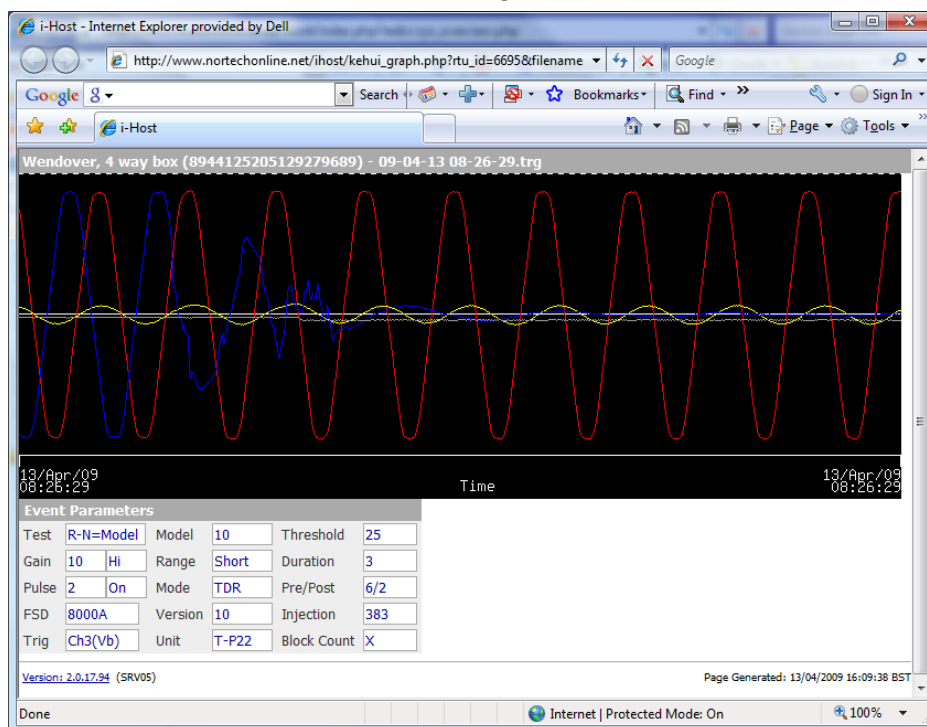 i-Host - Internet Explorer provided by Dell
http://www.nortechonline.net/ihost/kehui_graph.php?rtu_id=6695&filename Google
Google Search Bookmarks Find Sign In
i-Host Page Tools
Wendover, 4 way box (8944125205129279689) - 09-04-13 08-26-29.trg
13/Apr/09 13/Apr/09
08:26:29 Time 08:26:29
Event Parameters
Test R-N=Model Model 10 Threshold 25
Gain 10 Hi Range Short Duration 3
Pulse 2 On Mode TDR Pre/Post 6/2
FSD 8000A Version 10 Injection 383
Trig Ch3(Vb) Unit T-P22 Block Count X
Version: 2.0.17.94 (SRV05) Page Generated: 13/04/2009 16:09:38 BST
Done Internet | Protected Mode: On 100%